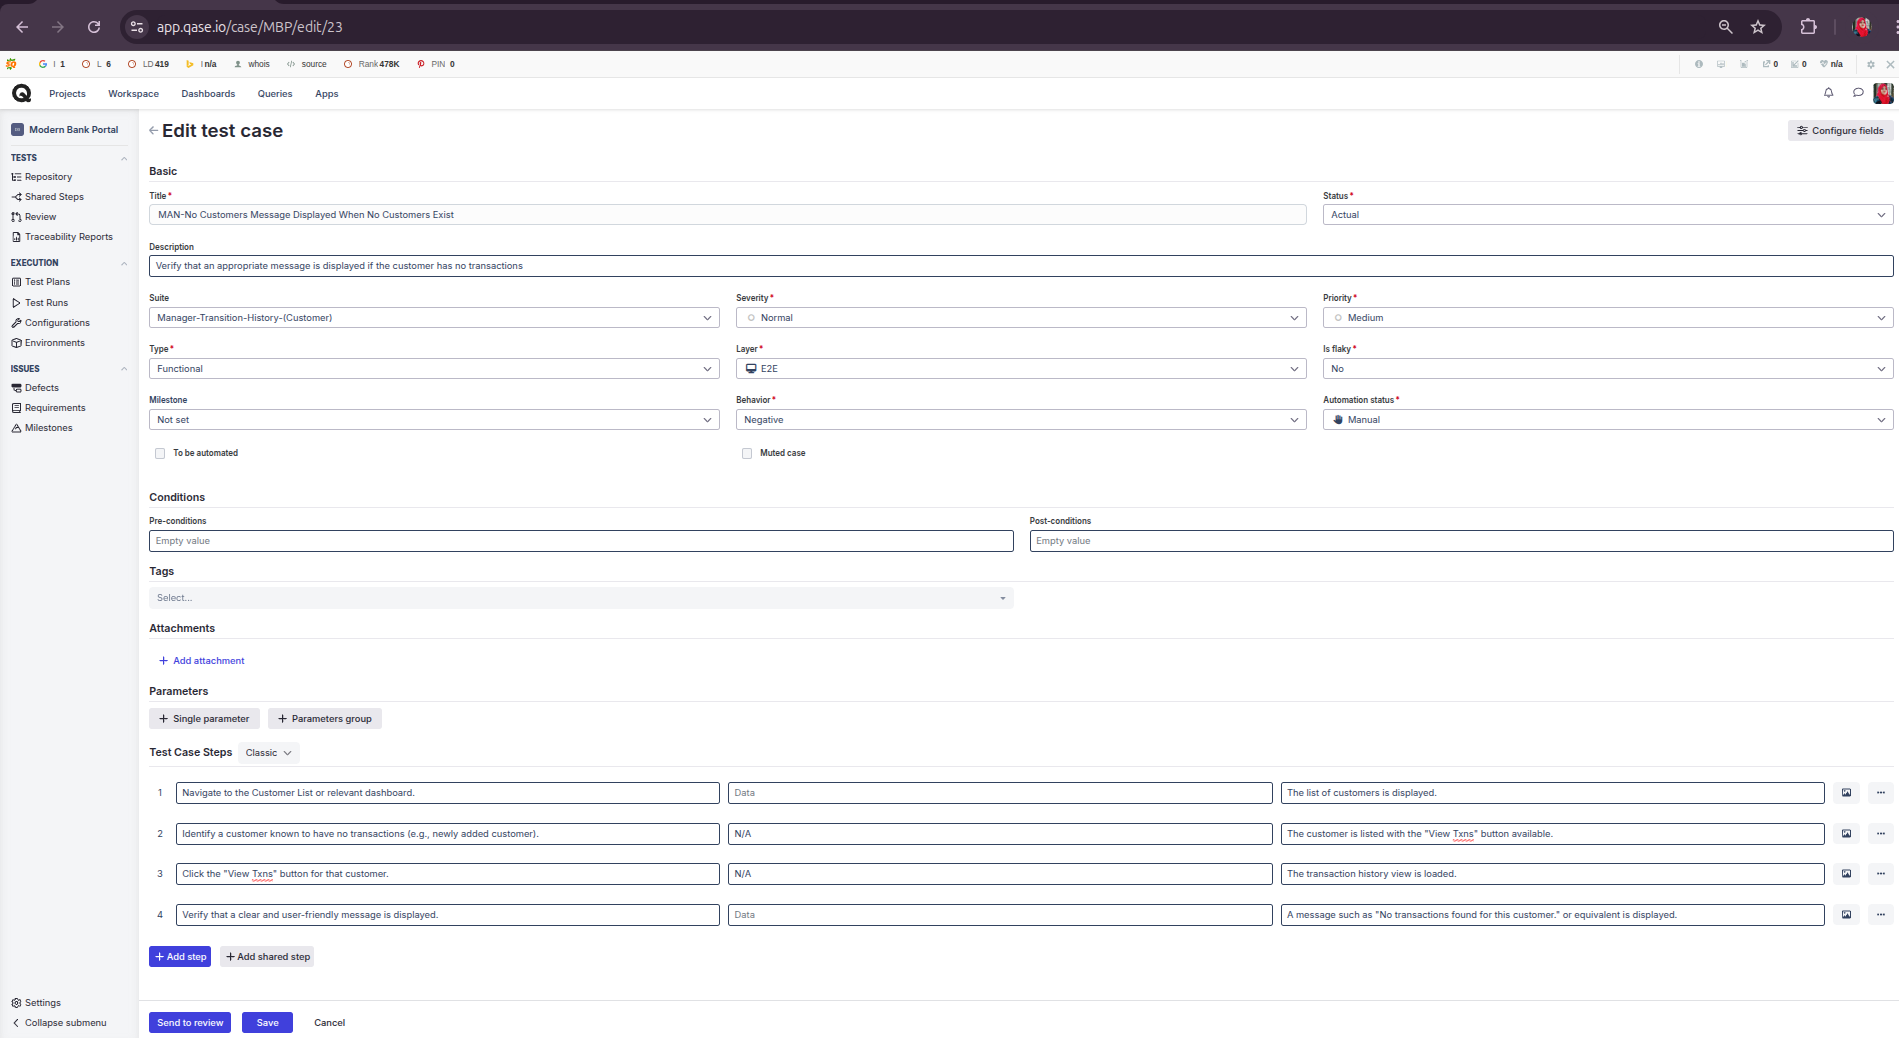 app.qase.io/case/MBP/edit/23
I 1 L 6 LD 419 I n/a whois source Rank 478K PIN 0 0 0 n/a
Projects Workspace Dashboards Queries Apps
Modern Bank Portal
TESTS
Repository
Shared Steps
Review
Traceability Reports
EXECUTION
Test Plans
Test Runs
Configurations
Environments
ISSUES
Defects
Requirements
Milestones
Settings
Collapse submenu
Edit test case
Configure fields
Basic
Title * Status *
MAN-No Customers Message Displayed When No Customers Exist Actual
Description
Verify that an appropriate message is displayed if the customer has no transactions
Suite Severity * Priority *
Manager-Transition-History-(Customer) Normal Medium
Type * Layer * Is flaky *
Functional E2E No
Milestone Behavior * Automation status *
Not set Negative Manual
To be automated Muted case
Conditions
Pre-conditions Post-conditions
Empty value Empty value
Tags
Select...
Attachments
+ Add attachment
Parameters
+ Single parameter + Parameters group
Test Case Steps Classic
1 Navigate to the Customer List or relevant dashboard. Data The list of customers is displayed.
2 Identify a customer known to have no transactions (e.g., newly added customer). N/A The customer is listed with the "View Txns" button available.
3 Click the "View Txns" button for that customer. N/A The transaction history view is loaded.
4 Verify that a clear and user-friendly message is displayed. Data A message such as "No transactions found for this customer." or equivalent is displayed.
+ Add step + Add shared step
Send to review Save Cancel